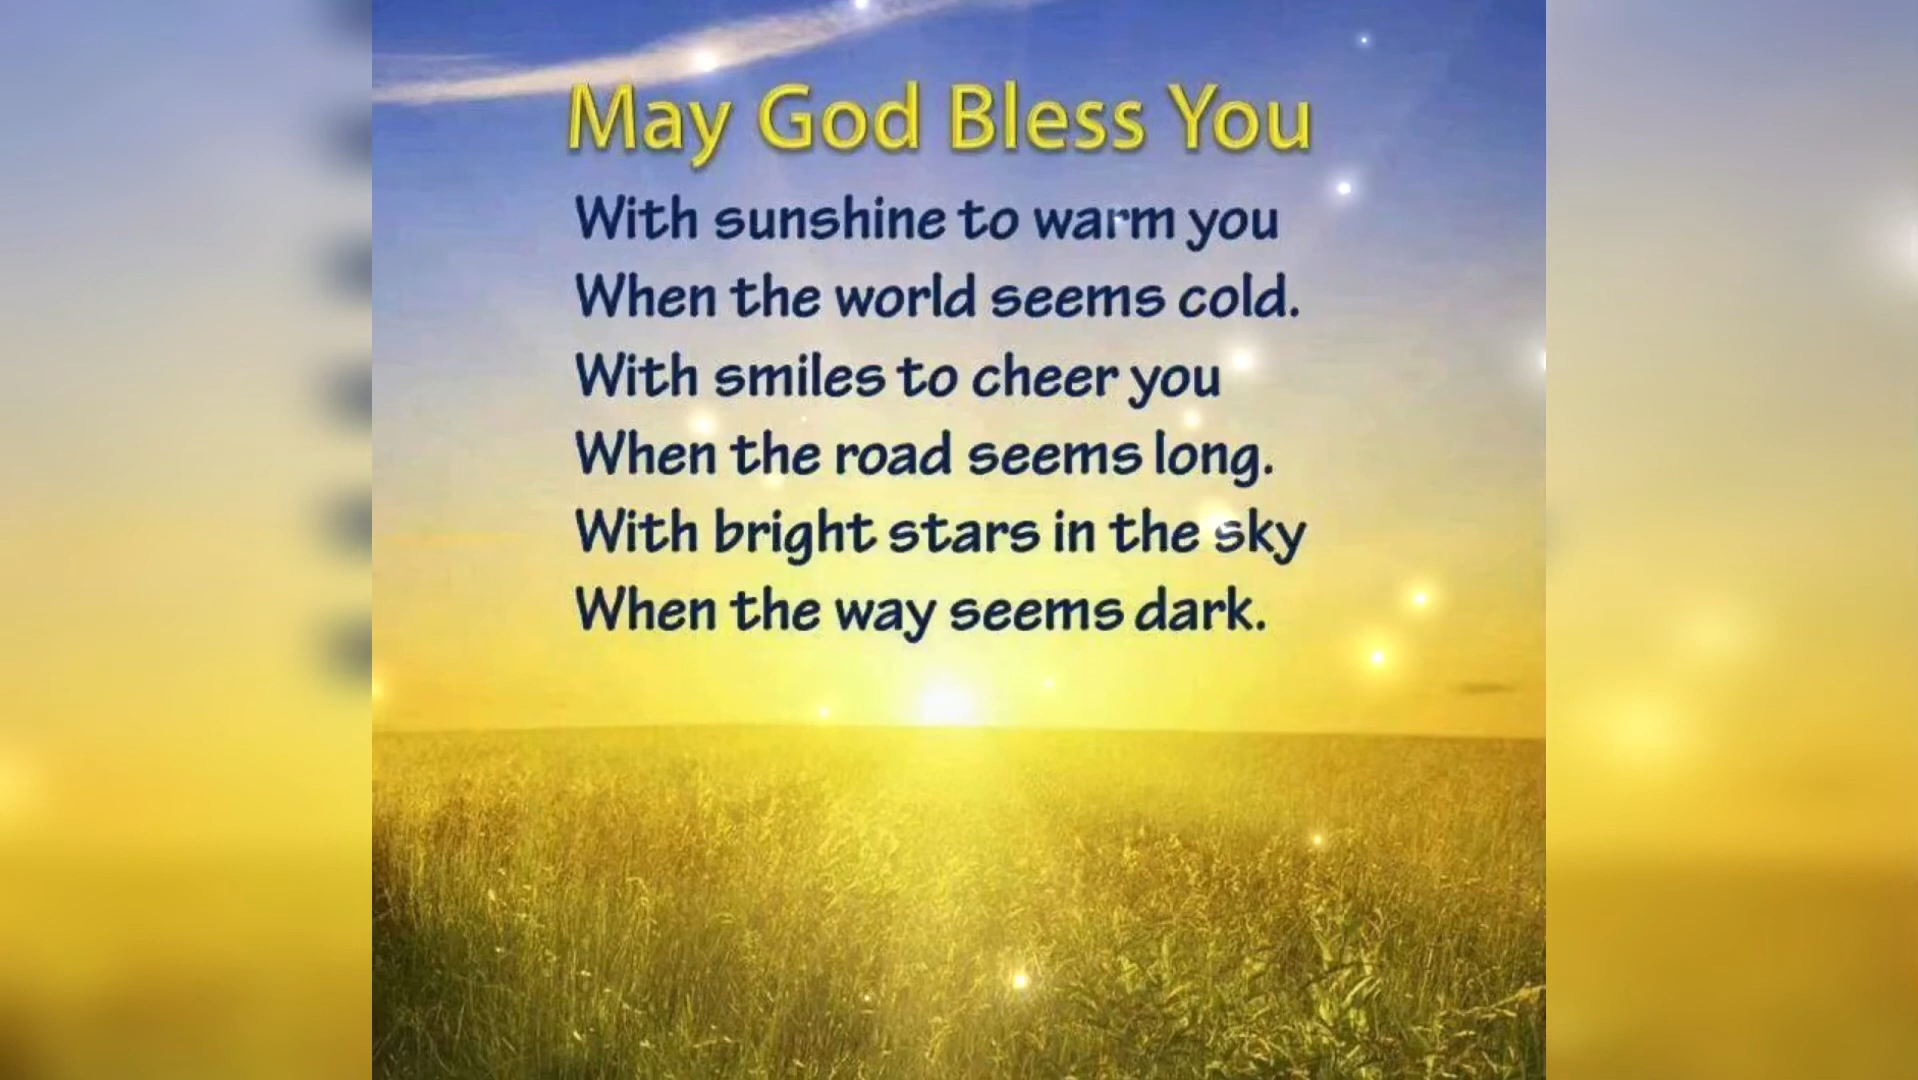 May God Bless You
With sunshine to warm you
When the world seems cold.
With smiles to cheer you
When the road seems long.
With bright stars in the sky
When the way seems dark.